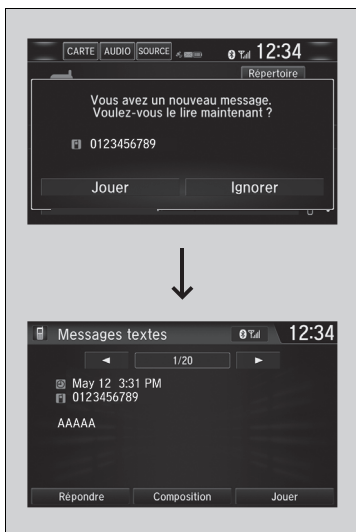 CARTE AUDIO SOURCE 12:34
Répertoire
Vous avez un nouveau message.
Voulez-vous le lire maintenant ?
0123456789
Jouer Ignorer
Messages textes 12:34
1/20
May 12 3:31 PM
0123456789
AAAAA
Répondre Composition Jouer